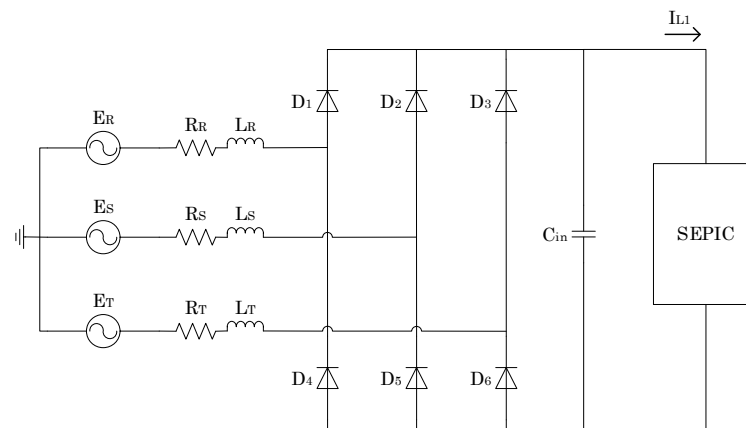 IL1
D1
D2
D3
ER
RR
LR
ES
RS
LS
Cin
SEPIC
ET
RT
LT
D4
D5
D6